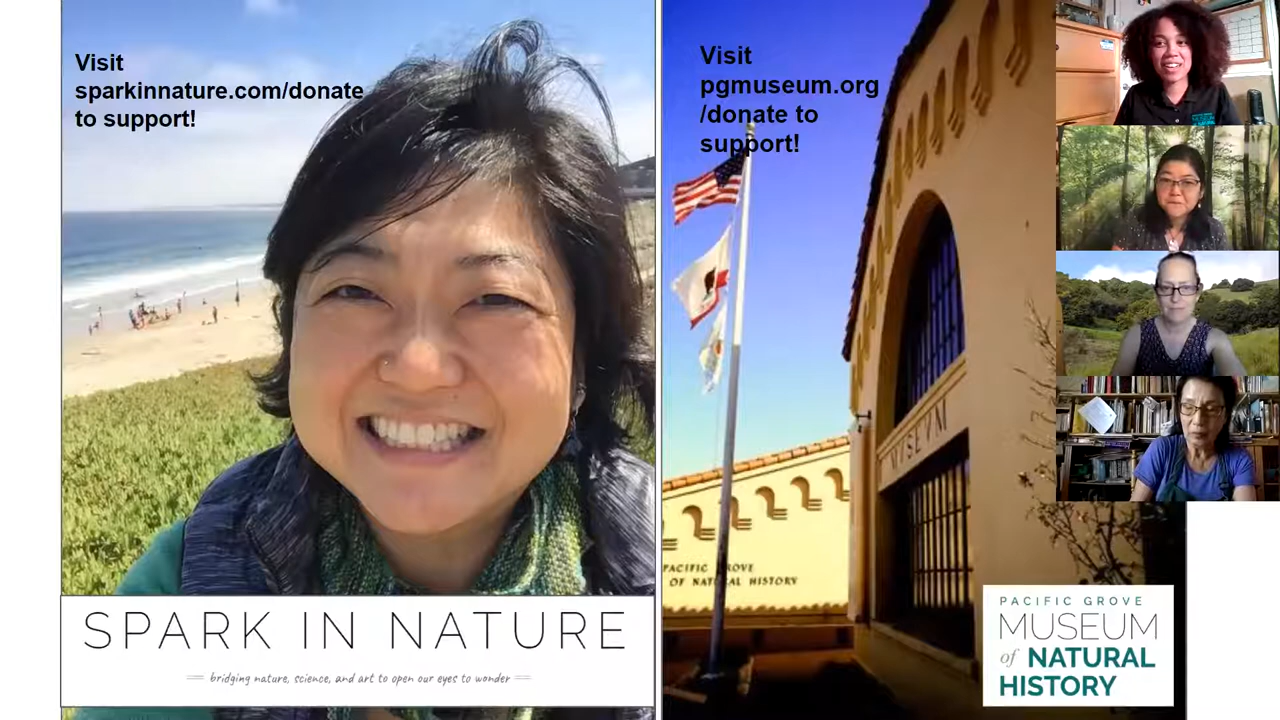 Visit
sparkinnature.com/donate
to support!
SPARK IN NATURE
bridging nature, science, and art to open our eyes to wonder
Visit
pgmuseum.org
/donate to
support!
MUSEUM
PACIFIC GROVE
OF NATURAL HISTORY
PACIFIC GROVE
MUSEUM
of NATURAL
HISTORY